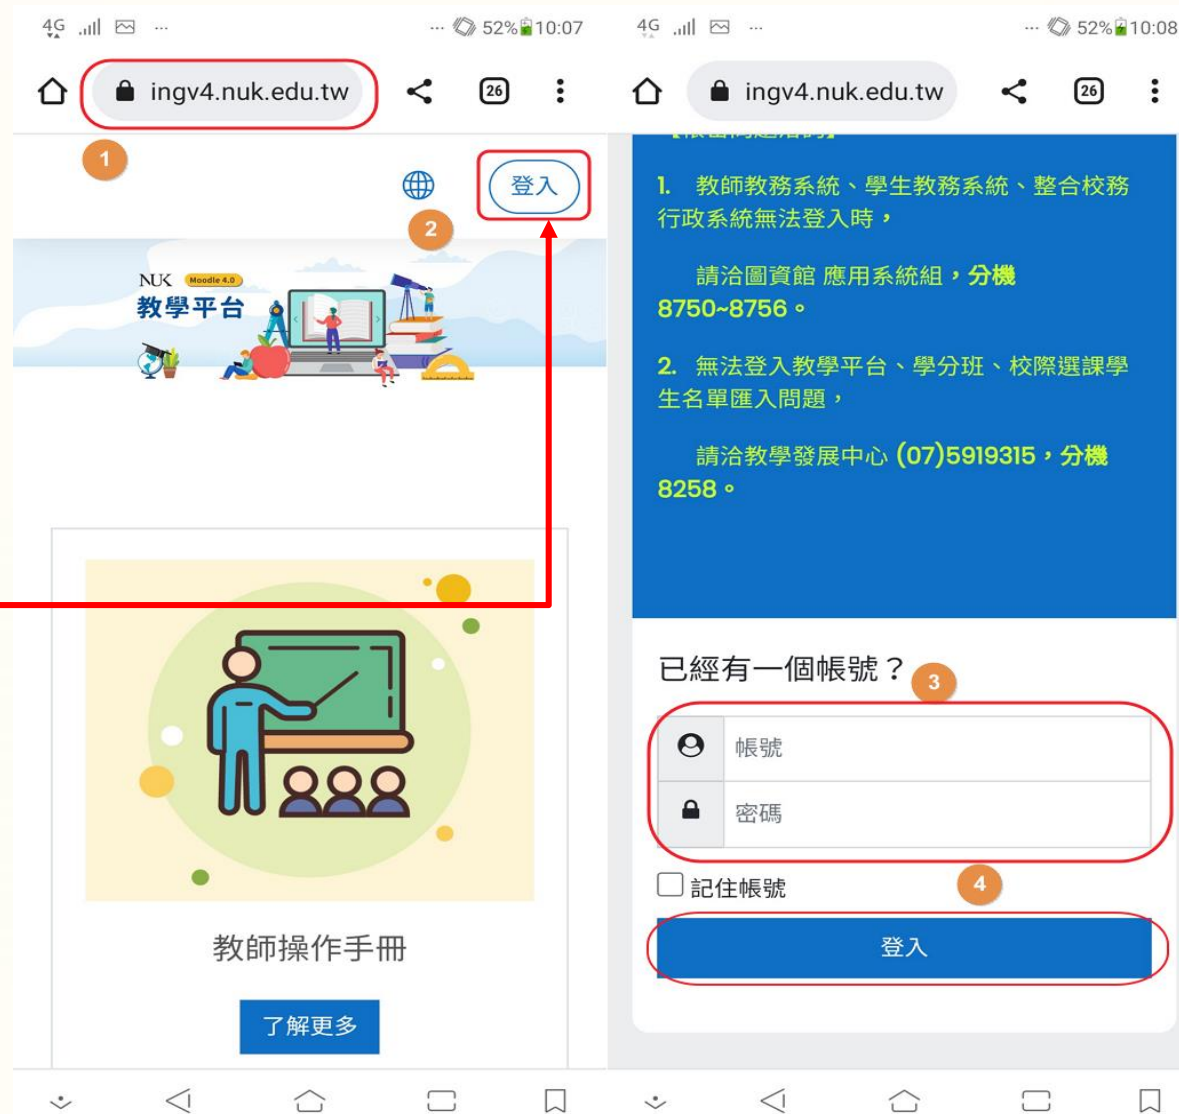 4G ... ... 52% 10:07
ingv4.nuk.edu.tw 26
1
登入
2
NUK Moodle 4.0
教學平台
教師操作手冊
了解更多
4G ... ... 52% 10:08
ingv4.nuk.edu.tw 26
1. 教師教務系統、學生教務系統、整合校務
行政系統無法登入時,
請洽圖資館 應用系統組,分機
8750~8756。
2. 無法登入教學平台、學分班、校際選課學
生名單匯入問題,
請洽教學發展中心 (07)5919315,分機
8258。
已經有一個帳號?
3
帳號
密碼
記住帳號
4
登入